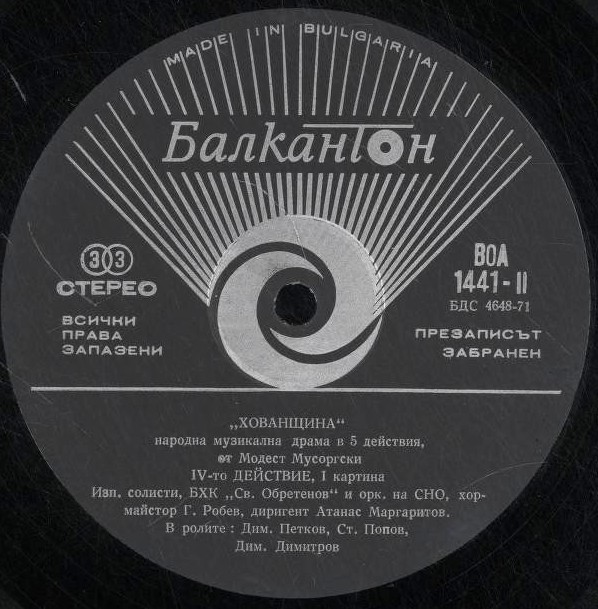 MADE IN BULGARIA
Балкантон
33
СТЕРЕО
ВСИЧКИ
ПРАВА
ЗАПАЗЕНИ
ВОА
1441-II
БДС 4648-71
ПРЕЗАПИСЪТ
ЗАБРАНЕН
„ХОВАНЩИНА“
народна музикална драма в 5 действия,
от Модест Мусоргски
IV-то ДЕЙСТВИЕ, I картина
Изп. солисти, БХК „Св. Обретенов“ и орк. на СНО, хор-
майстор Г. Робев, диригент Атанас Маргаритов.
В ролите : Дим. Петков, Ст. Попов,
Дим. Димитров